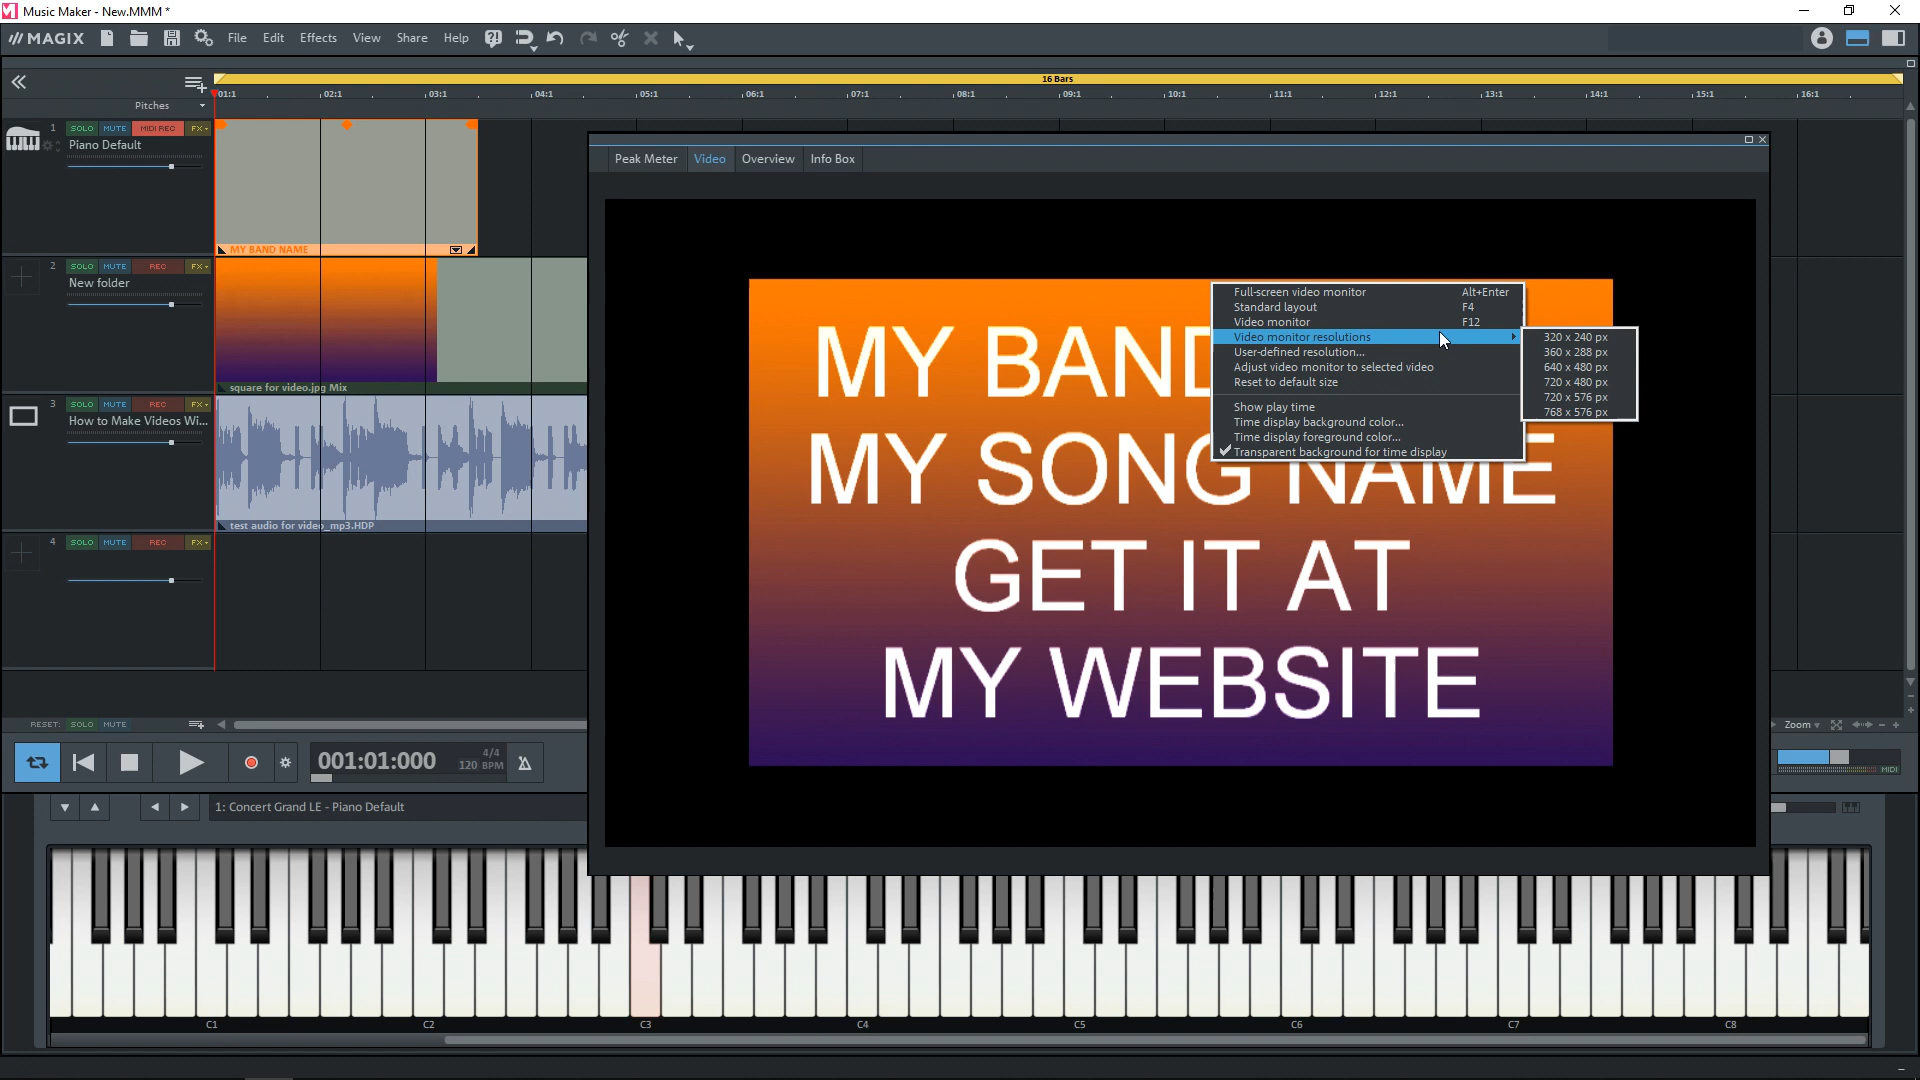 Music Maker - New.MMM *
MAGIX File Edit Effects View Share Help
16 Bars
01:1 02:1 03:1 04:1 05:1 06:1 07:1 08:1 09:1 10:1 11:1 12:1 13:1 14:1 15:1 16:1
Pitches
1 SOLO MUTE MIDI REC FX
Piano Default
MY BAND NAME
2 SOLO MUTE REC FX
New folder
square for video.jpg Mix
3 SOLO MUTE REC FX
How to Make Videos Wi...
test audio for video_mp3.HDP
4 SOLO MUTE REC FX
Peak Meter Video Overview Info Box
MY BAND
MY SONG NAME
GET IT AT
MY WEBSITE
Full-screen video monitor Alt+Enter
Standard layout F4
Video monitor F12
Video monitor resolutions
User-defined resolution...
Adjust video monitor to selected video
Reset to default size
Show play time
Time display background color...
Time display foreground color...
Transparent background for time display
320 x 240 px
360 x 288 px
640 x 480 px
720 x 480 px
720 x 576 px
768 x 576 px
RESET: SOLO MUTE
Zoom
001:01:000 4/4
120 BPM
MIDI
1: Concert Grand LE - Piano Default
C1 C2 C3 C4 C5 C6 C7 C8